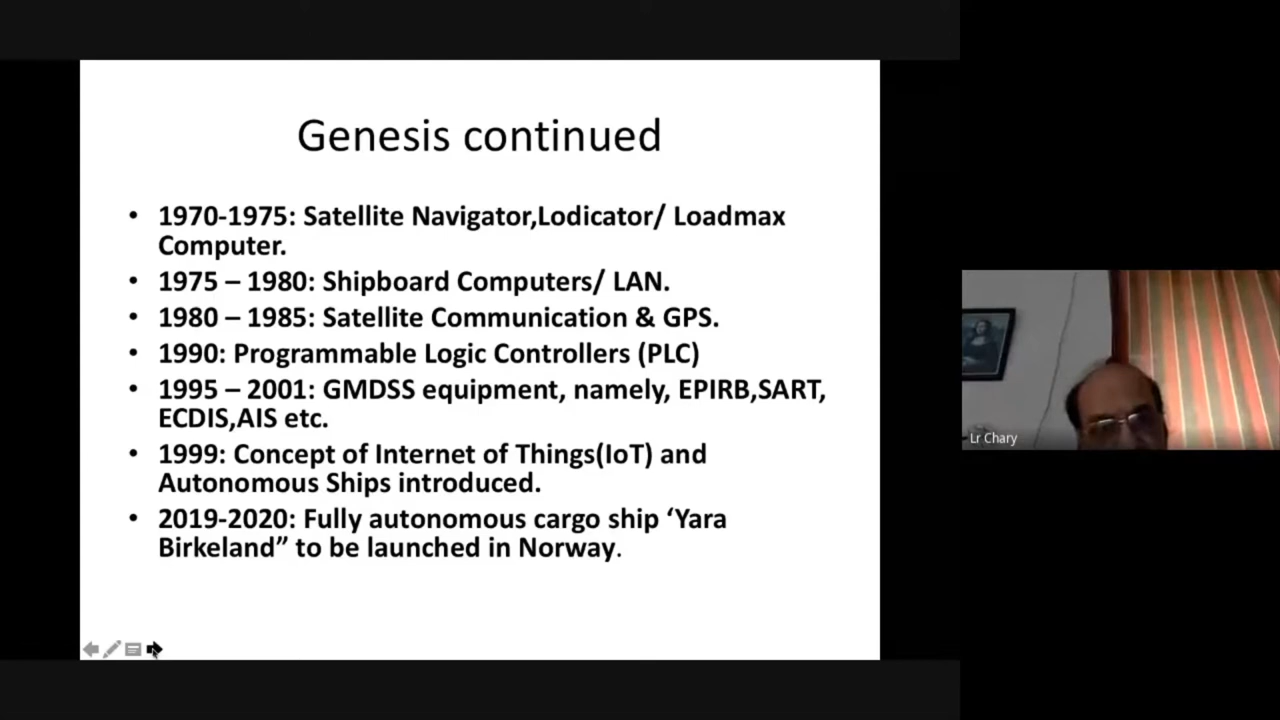 Genesis continued
• 1970-1975: Satellite Navigator,Lodicator/ Loadmax
Computer.
• 1975 – 1980: Shipboard Computers/ LAN.
• 1980 – 1985: Satellite Communication & GPS.
• 1990: Programmable Logic Controllers (PLC)
• 1995 – 2001: GMDSS equipment, namely, EPIRB,SART,
ECDIS,AIS etc.
• 1999: Concept of Internet of Things(IoT) and
Autonomous Ships introduced.
• 2019-2020: Fully autonomous cargo ship ‘Yara
Birkeland” to be launched in Norway.
Lr Chary